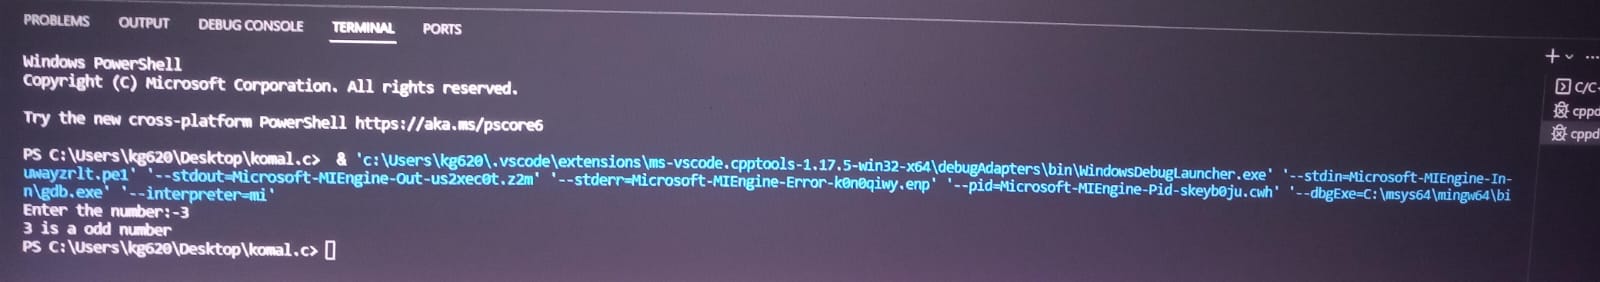 PROBLEMS OUTPUT DEBUG CONSOLE TERMINAL PORTS
Windows PowerShell
Copyright (C) Microsoft Corporation. All rights reserved.
Try the new cross-platform PowerShell https://aka.ms/pscore6
PS C:\Users\kg620\Desktop\komal.c> & 'c:\Users\kg620\.vscode\extensions\ms-vscode.cpptools-1.17.5-win32-x64\debugAdapters\bin\WindowsDebugLauncher.exe' '--stdin=Microsoft-MIEngine-In-
uwayzrlt.pe1' '--stdout=Microsoft-MIEngine-Out-us2xec0t.z2m' '--stderr=Microsoft-MIEngine-Error-k0n0qiwy.enp' '--pid=Microsoft-MIEngine-Pid-skeyb0ju.cwh' '--dbgExe=C:\msys64\mingw64\bi
n\gdb.exe' '--interpreter=mi'
Enter the number:-3
3 is a odd number
PS C:\Users\kg620\Desktop\komal.c>
C/C-
cppd
cppd